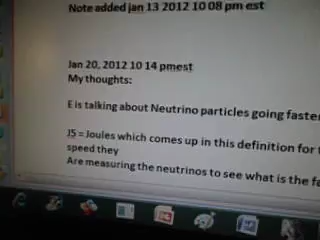 Note added jan 13 2012 10 08 pm est
Jan 20, 2012 10 14 pmest
My thoughts:
E is talking about Neutrino particles going faste
J5 = Joules which comes up in this definition for
speed they
Are measuring the neutrinos to see what is the fa